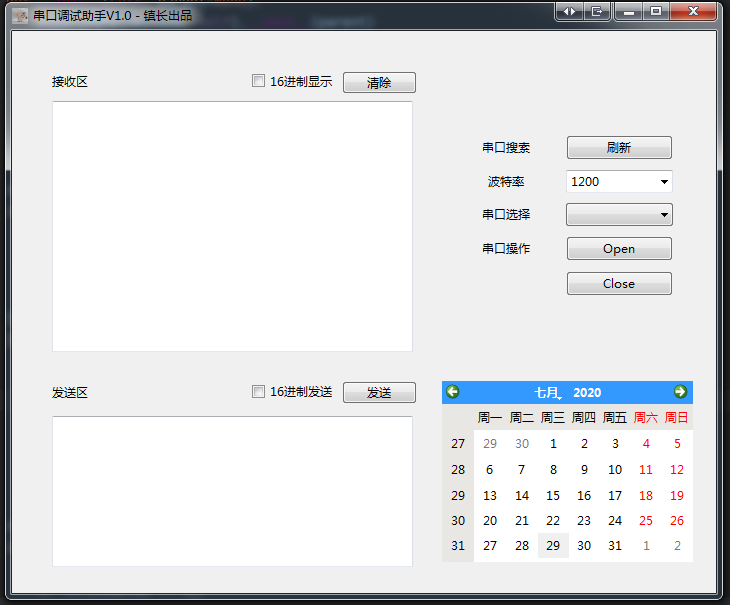 串口调试助手V1.0 - 镇长出品
接收区 16进制显示 清除
串口搜索 刷新
波特率 1200
串口选择
串口操作 Open
Close
发送区 16进制发送 发送
七月 2020
周一 周二 周三 周四 周五 周六 周日
27 29 30 1 2 3 4 5
28 6 7 8 9 10 11 12
29 13 14 15 16 17 18 19
30 20 21 22 23 24 25 26
31 27 28 29 30 31 1 2